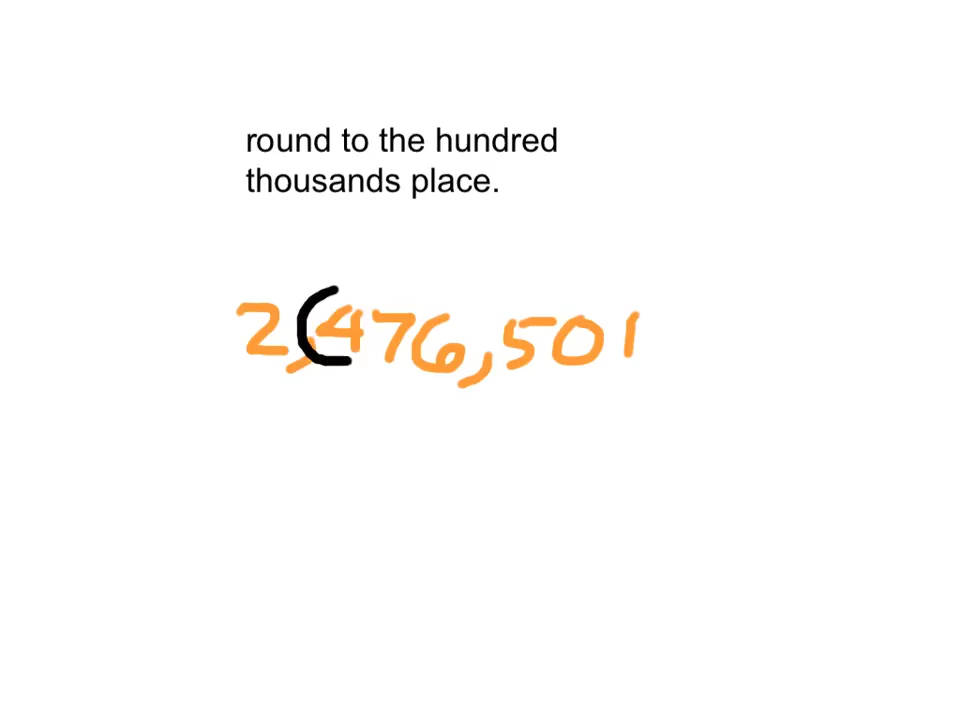 round to the hundred
thousands place.
2,476,501